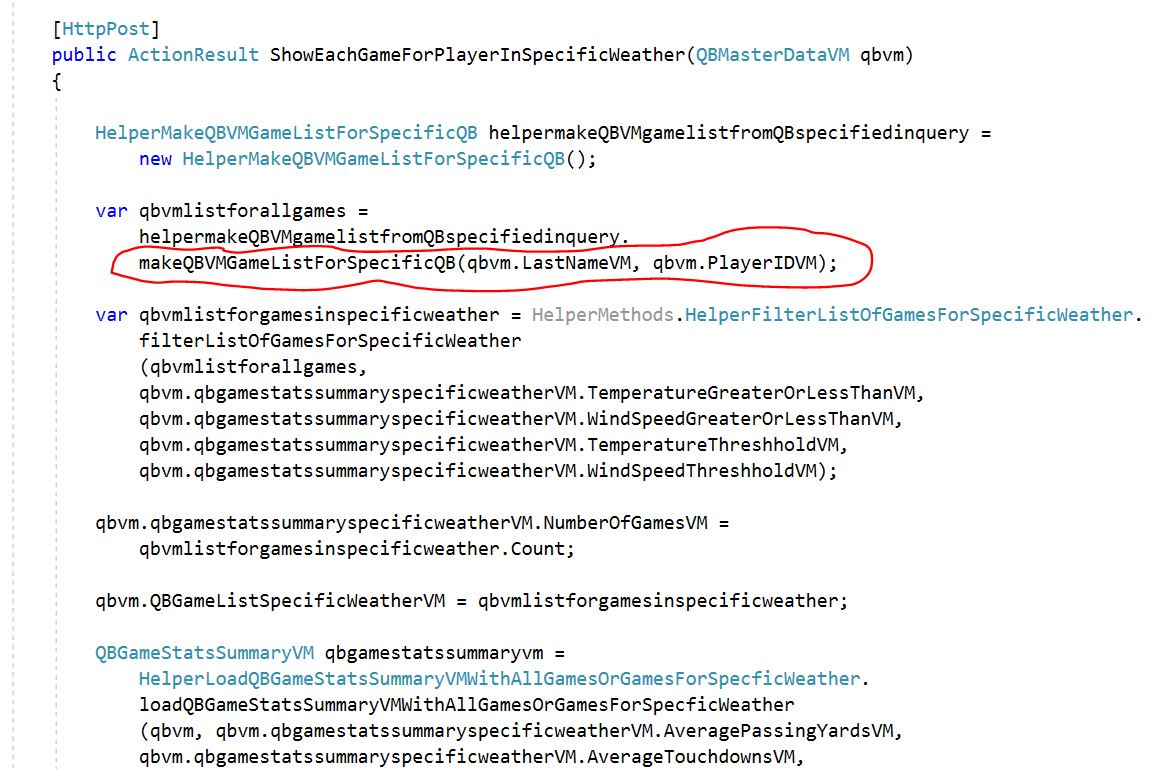 [HttpPost]
public ActionResult ShowEachGameForPlayerInSpecificWeather(QBMasterDataVM qbvm)
{
HelperMakeQBVMGameListForSpecificQB helpermakeQBVMgamelistfromQBspecifiedinquery =
new HelperMakeQBVMGameListForSpecificQB();
var qbvmlistforallgames =
helpermakeQBVMgamelistfromQBspecifiedinquery.
makeQBVMGameListForSpecificQB(qbvm.LastNameVM, qbvm.PlayerIDVM);
var qbvmlistforgamesinspecificweather = HelperMethods.HelperFilterListOfGamesForSpecificWeather.
filterListOfGamesForSpecificWeather
(qbvmlistforallgames,
qbvm.qbgamestatssummaryspecificweatherVM.TemperatureGreaterOrLessThanVM,
qbvm.qbgamestatssummaryspecificweatherVM.WindSpeedGreaterOrLessThanVM,
qbvm.qbgamestatssummaryspecificweatherVM.TemperatureThreshholdVM,
qbvm.qbgamestatssummaryspecificweatherVM.WindSpeedThreshholdVM);
qbvm.qbgamestatssummaryspecificweatherVM.NumberOfGamesVM =
qbvmlistforgamesinspecificweather.Count;
qbvm.QBGameListSpecificWeatherVM = qbvmlistforgamesinspecificweather;
QBGameStatsSummaryVM qbgamestatssummaryvm =
HelperLoadQBGameStatsSummaryVMWithAllGamesOrGamesForSpecficWeather.
loadQBGameStatsSummaryVMWithAllGamesOrGamesForSpecficWeather
(qbvm, qbvm.qbgamestatssummaryspecificweatherVM.AveragePassingYardsVM,
qbvm.qbgamestatssummaryspecificweatherVM.AverageTouchdownsVM,